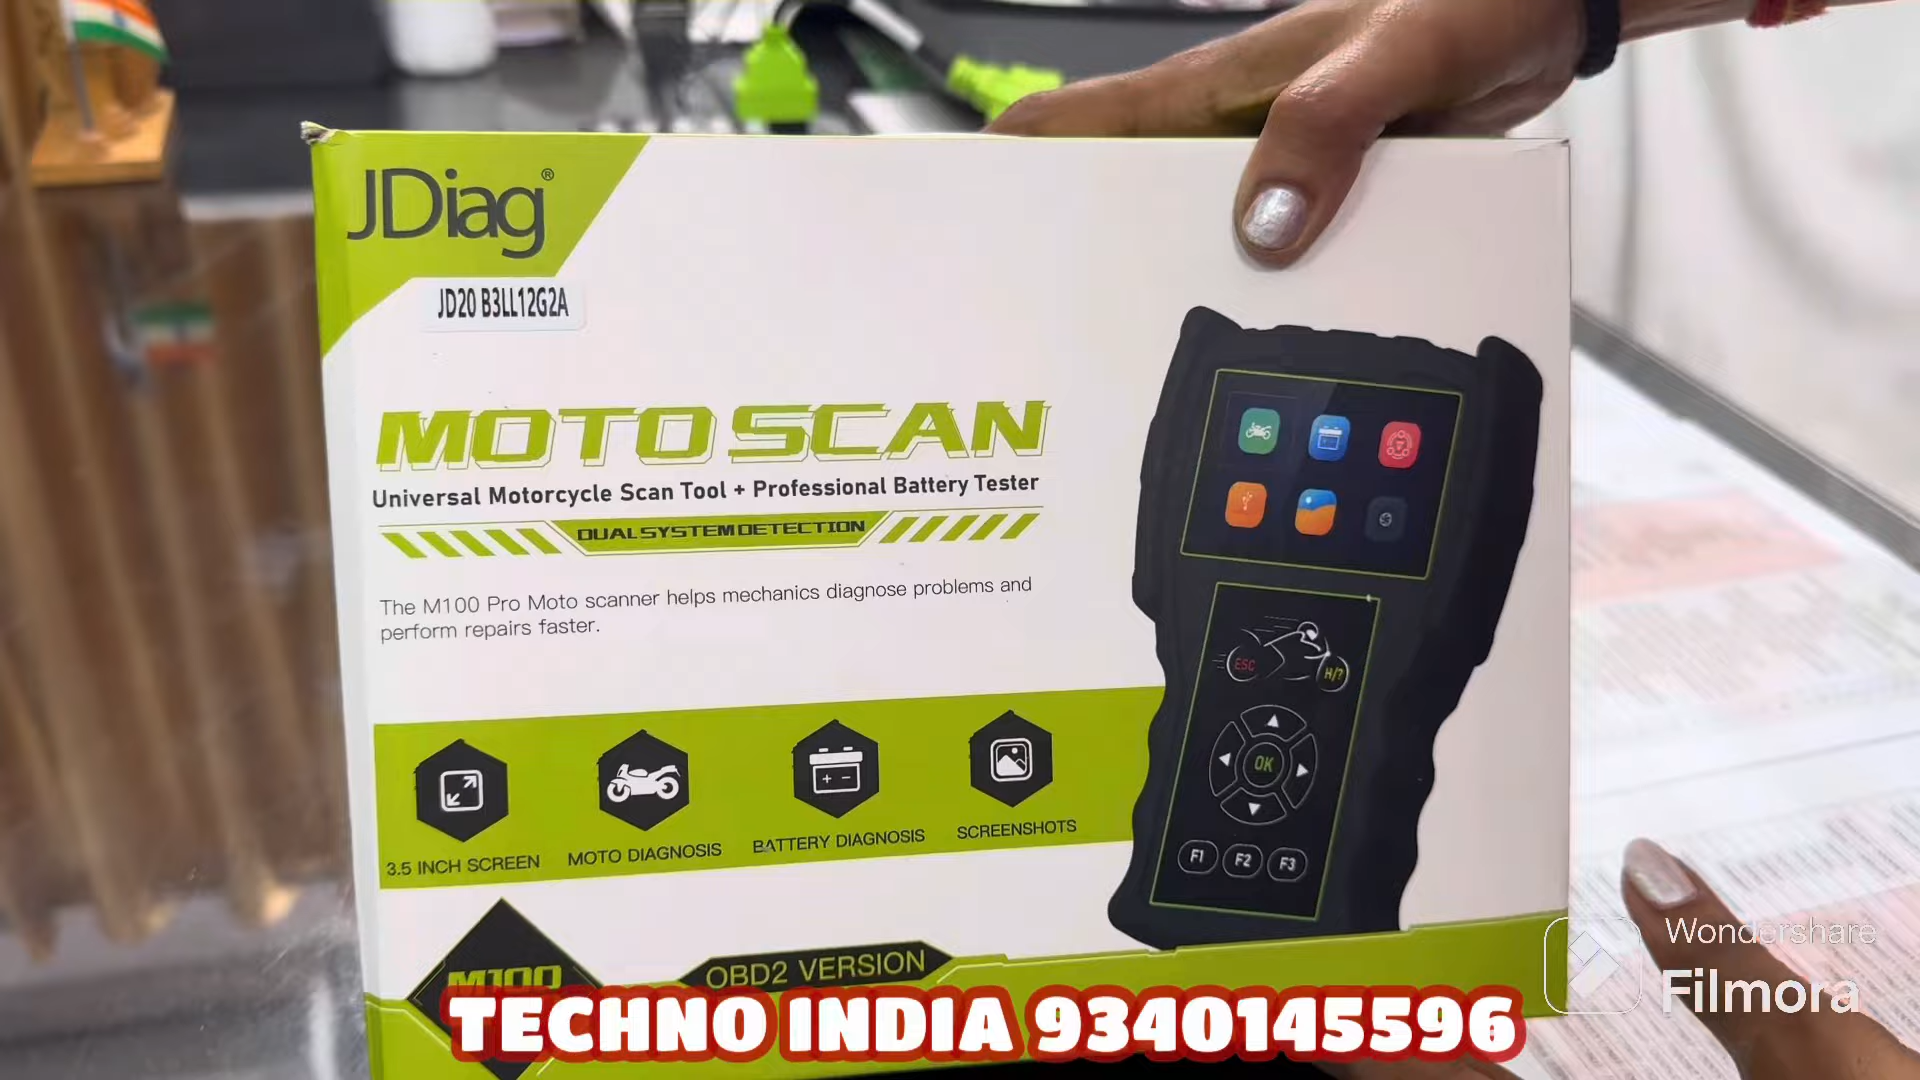 JDiag®
JD20 B3LL12G2A
MOTO SCAN
Universal Motorcycle Scan Tool + Professional Battery Tester
DUAL SYSTEM DETECTION
The M100 Pro Moto scanner helps mechanics diagnose problems and
perform repairs faster.
ESC
H/?
OK
F1 F2 F3
3.5 INCH SCREEN
MOTO DIAGNOSIS
BATTERY DIAGNOSIS
SCREENSHOTS
M100
OBD2 VERSION
Wondershare
Filmora
TECHNO INDIA 9340145596